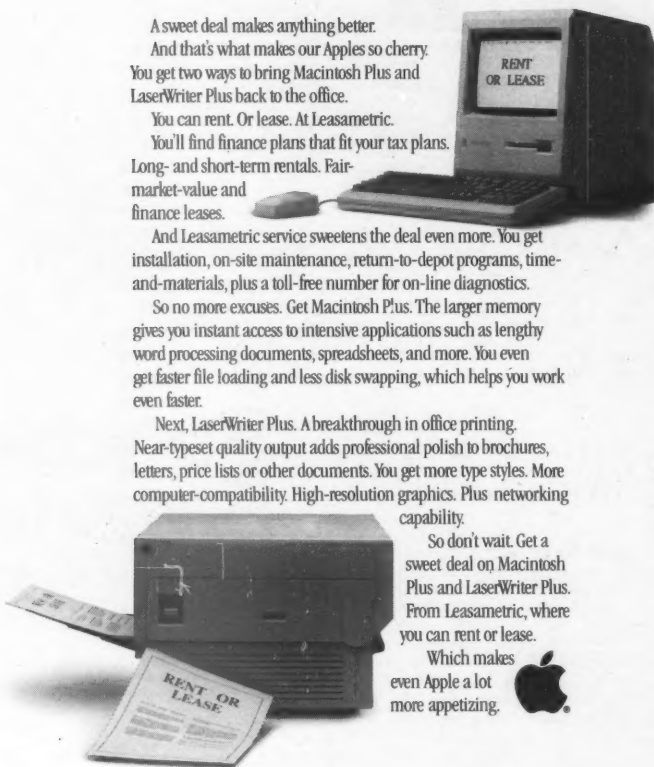 A sweet deal makes anything better.
And that's what makes our Apples so cherry.
You get two ways to bring Macintosh Plus and
LaserWriter Plus back to the office.
You can rent. Or lease. At Leasametric.
You'll find finance plans that fit your tax plans.
Long- and short-term rentals. Fair-
market-value and
finance leases.
RENT
OR LEASE
And Leasametric service sweetens the deal even more. You get
installation, on-site maintenance, return-to-depot programs, time-
and-materials, plus a toll-free number for on-line diagnostics.
So no more excuses. Get Macintosh Plus. The larger memory
gives you instant access to intensive applications such as lengthy
word processing documents, spreadsheets, and more. You even
get faster file loading and less disk swapping, which helps you work
even faster.
Next, LaserWriter Plus. A breakthrough in office printing.
Near-typeset quality output adds professional polish to brochures,
letters, price lists or other documents. You get more type styles. More
computer-compatibility. High-resolution graphics. Plus networking
capability.
So don't wait. Get a
sweet deal on Macintosh
Plus and LaserWriter Plus.
From Leasametric, where
you can rent or lease.
Which makes
even Apple a lot
more appetizing.
RENT OR
LEASE